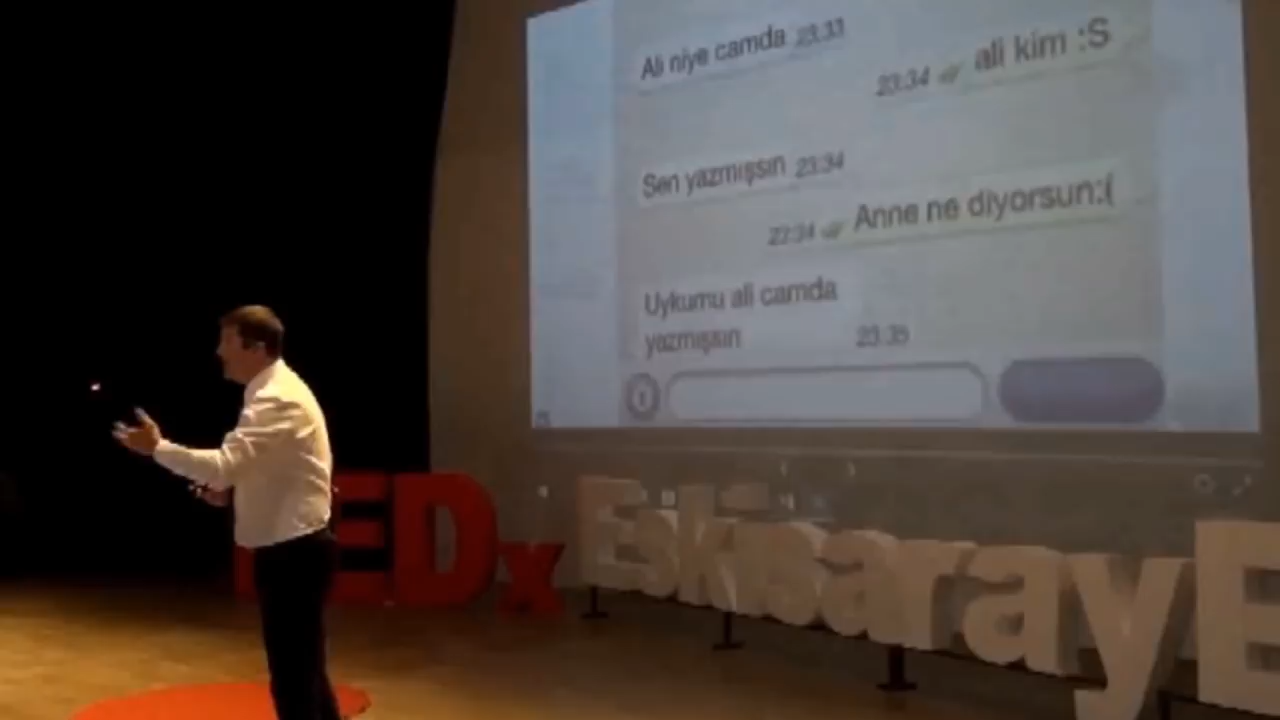 Ali niye camda 23:33
ali kim :S
23:34
Sen yazmışsın 23:34
Anne ne diyorsun:(
23:34
Uykumu ali camda
yazmışsın 23:35
EDx EskisarayE